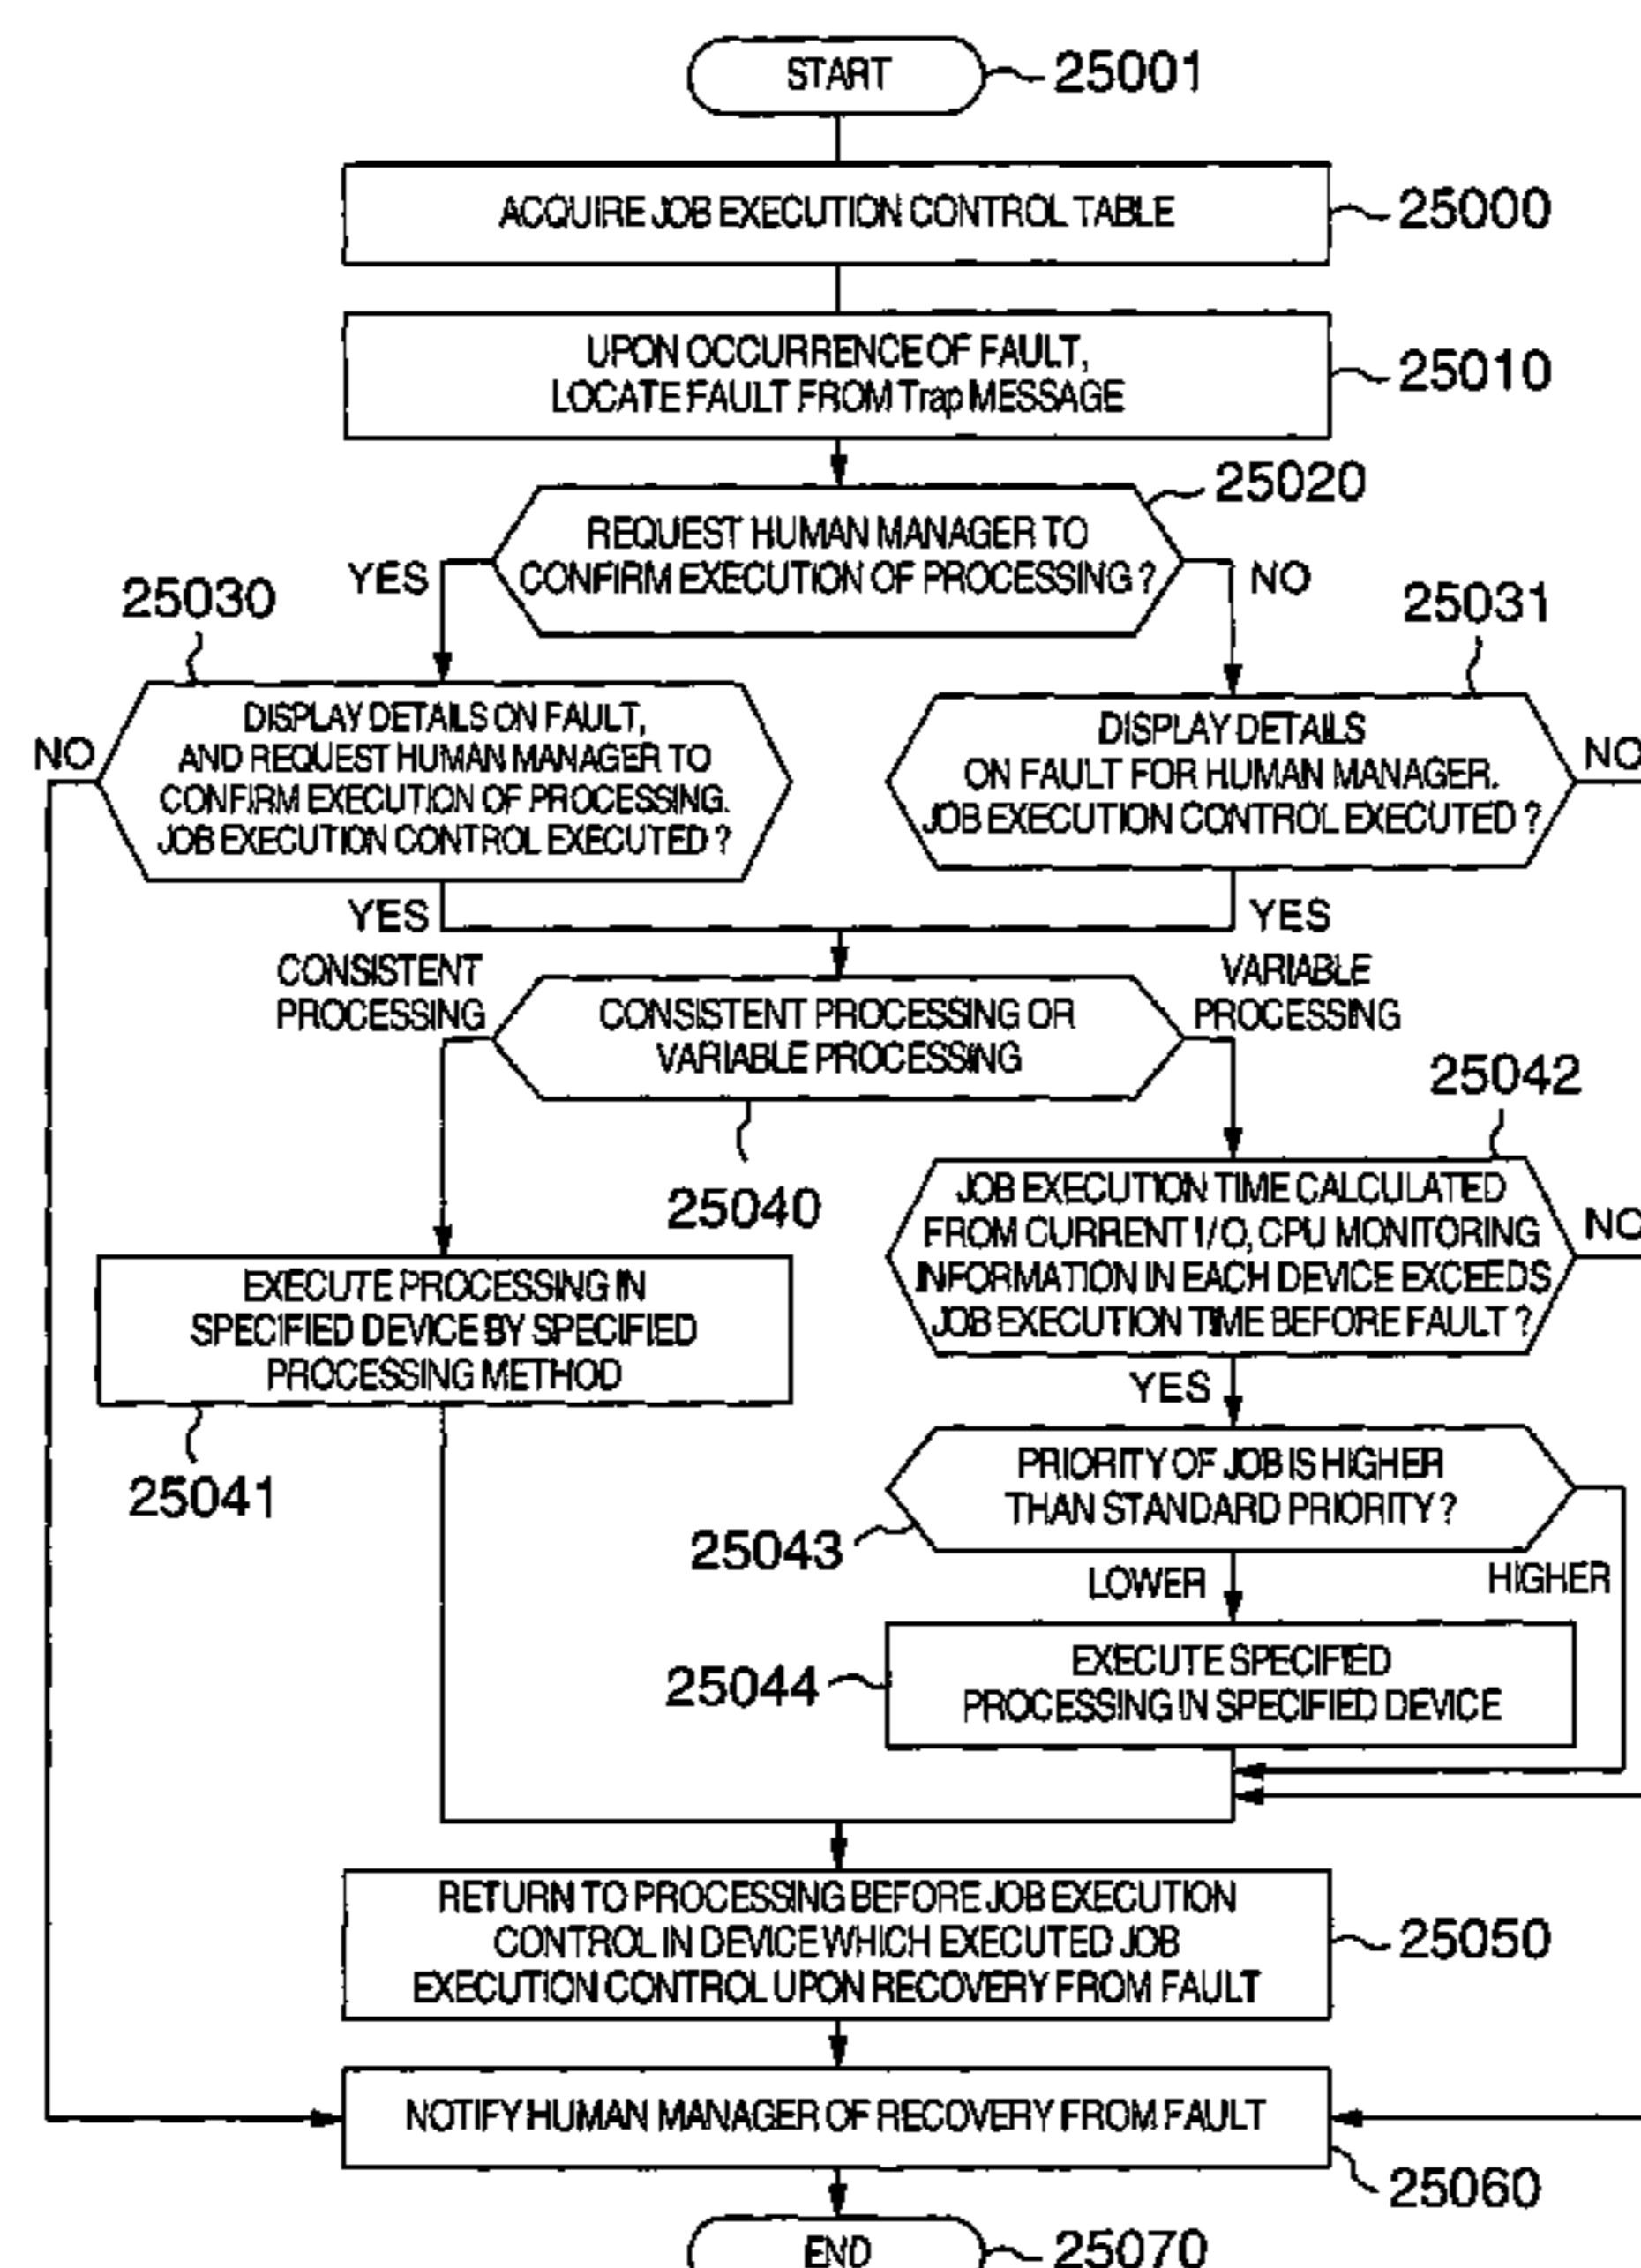 START
25001
ACQUIRE JOB EXECUTION CONTROL TABLE
25000
UPON OCCURRENCE OF FAULT,
LOCATE FAULT FROM Trap MESSAGE
25010
25020
REQUEST HUMAN MANAGER TO
CONFIRM EXECUTION OF PROCESSING ?
YES
NO
25030
25031
DISPLAY DETAILS ON FAULT,
AND REQUEST HUMAN MANAGER TO
CONFIRM EXECUTION OF PROCESSING.
JOB EXECUTION CONTROL EXECUTED ?
NO
YES
DISPLAY DETAILS
ON FAULT FOR HUMAN MANAGER.
JOB EXECUTION CONTROL EXECUTED ?
NO
YES
CONSISTENT
PROCESSING
CONSISTENT PROCESSING OR
VARIABLE PROCESSING
VARIABLE
PROCESSING
25040
25042
EXECUTE PROCESSING IN
SPECIFIED DEVICE BY SPECIFIED
PROCESSING METHOD
25041
JOB EXECUTION TIME CALCULATED
FROM CURRENT I/O, CPU MONITORING
INFORMATION IN EACH DEVICE EXCEEDS
JOB EXECUTION TIME BEFORE FAULT ?
NO
YES
PRIORITY OF JOB IS HIGHER
THAN STANDARD PRIORITY ?
25043
LOWER
HIGHER
EXECUTE SPECIFIED
PROCESSING IN SPECIFIED DEVICE
25044
RETURN TO PROCESSING BEFORE JOB EXECUTION
CONTROL IN DEVICE WHICH EXECUTED JOB
EXECUTION CONTROL UPON RECOVERY FROM FAULT
25050
NOTIFY HUMAN MANAGER OF RECOVERY FROM FAULT
25060
END
25070